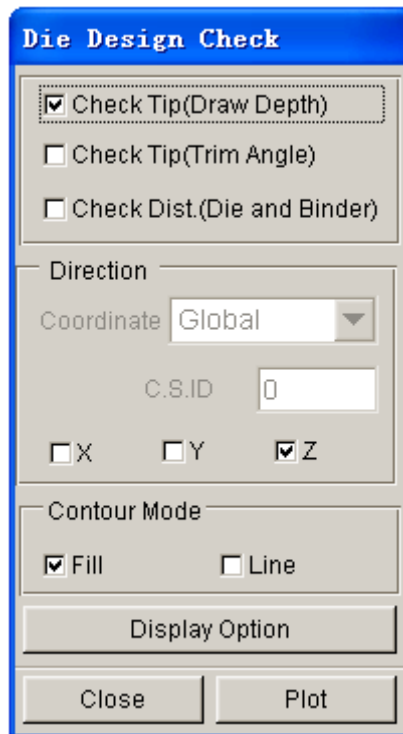 Die Design Check
Check Tip(Draw Depth)
Check Tip(Trim Angle)
Check Dist.(Die and Binder)
Direction
Coordinate Global
C.S.ID 0
X Y Z
Contour Mode
Fill Line
Display Option
Close Plot